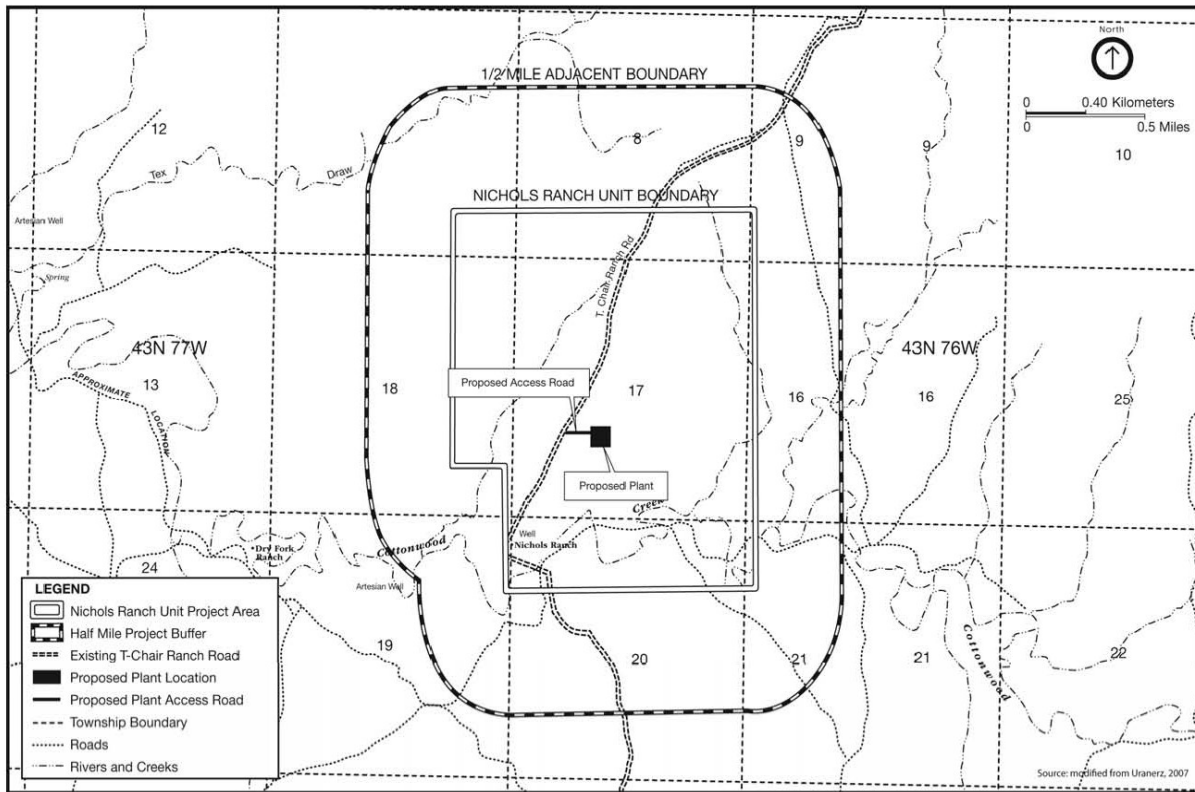 North
1/2 MILE ADJACENT BOUNDARY
0 0.40 Kilometers
0 0.5 Miles
12
8
9
9
10
Tex Draw
Artesian Well
NICHOLS RANCH UNIT BOUNDARY
Spring
T. Chair Ranch Rd
43N 77W
43N 76W
13
APPROXIMATE LOCATION
18
Proposed Access Road
17
16
16
25
Proposed Plant
Creek
Well
Nichols Ranch
Cottonwood
Dry Fork
Ranch
24
Artesian Well
19
20
21
21
22
Cottonwood
LEGEND
Nichols Ranch Unit Project Area
Half Mile Project Buffer
Existing T-Chair Ranch Road
Proposed Plant Location
Proposed Plant Access Road
Township Boundary
Roads
Rivers and Creeks
Source: modified from Uranerz, 2007